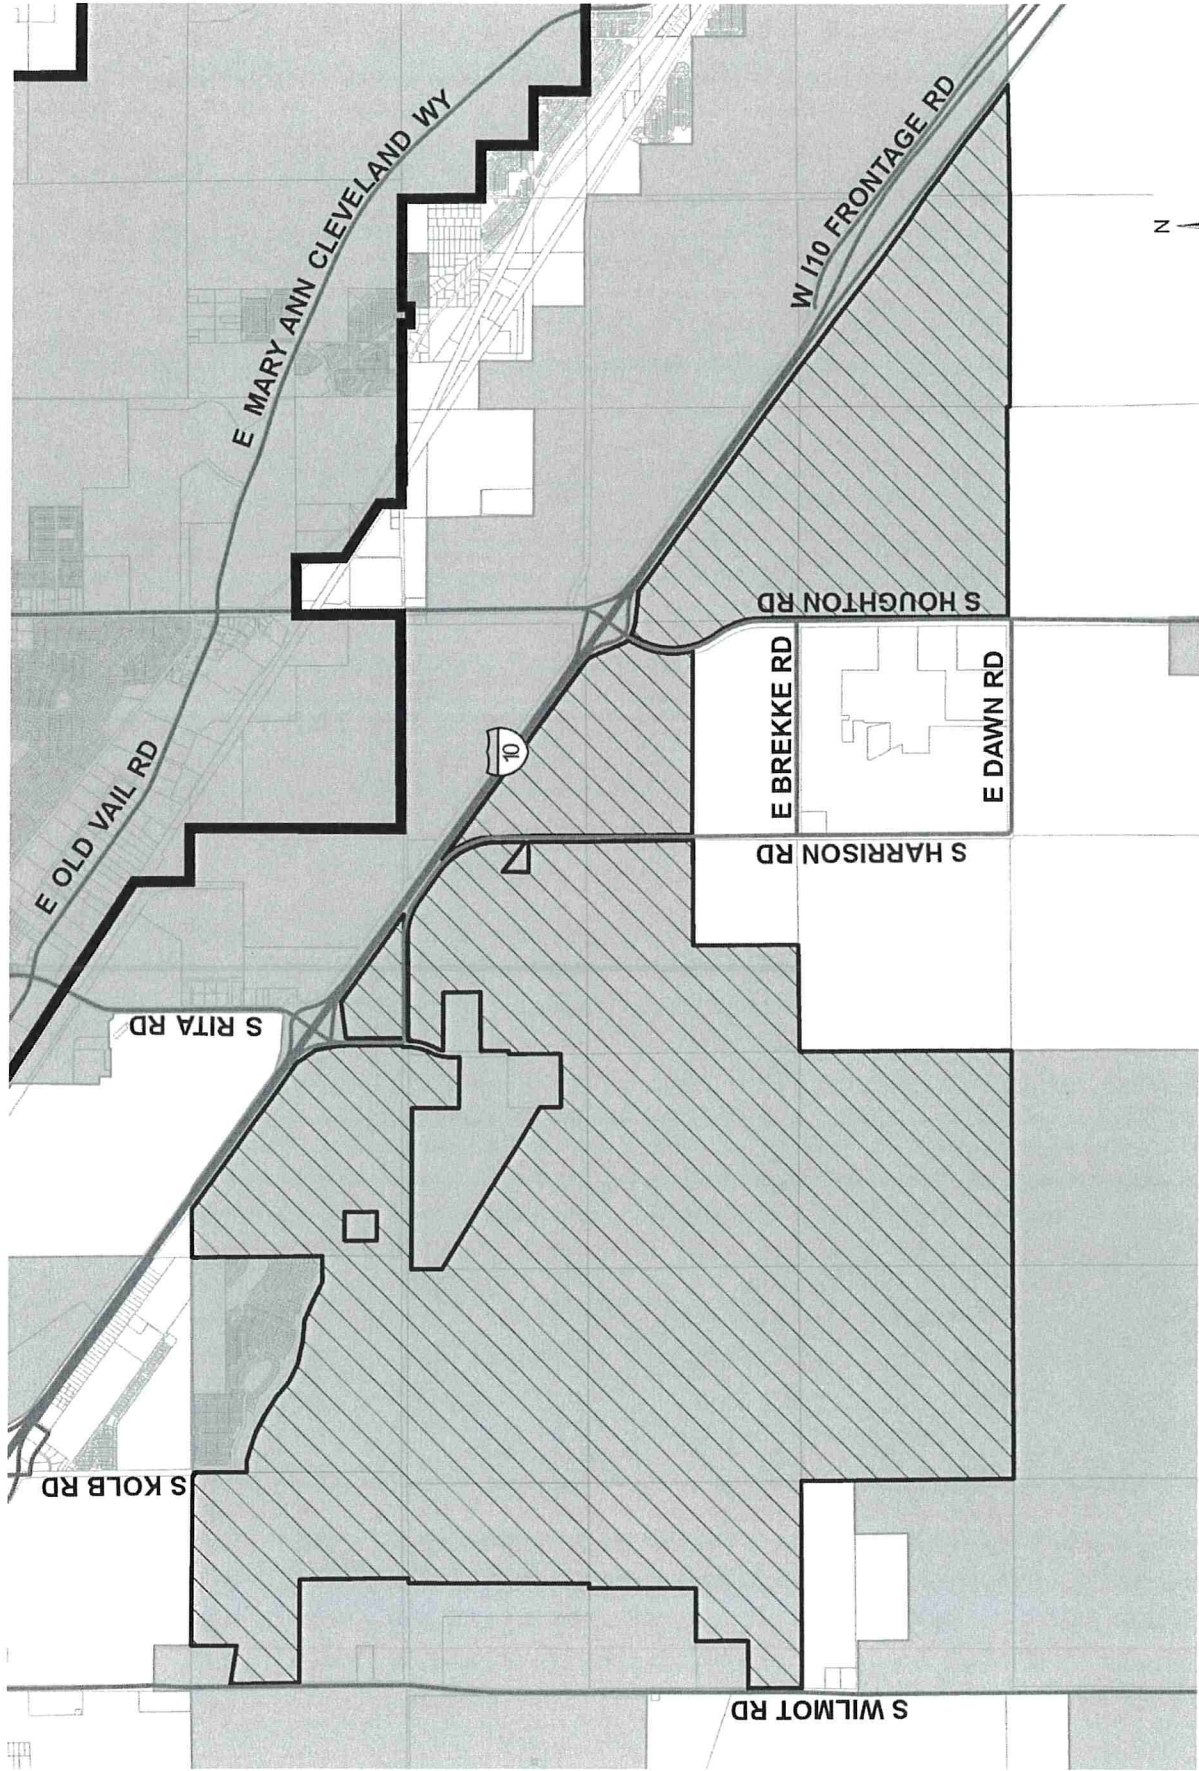 E MARY ANN CLEVELAND WY
W I10 FRONTAGE RD
N
E OLD VAIL RD
S RITA RD
10
S HOUGHTON RD
E BREKKE RD
E DAWN RD
S HARRISON RD
S KOLB RD
S WILMOT RD